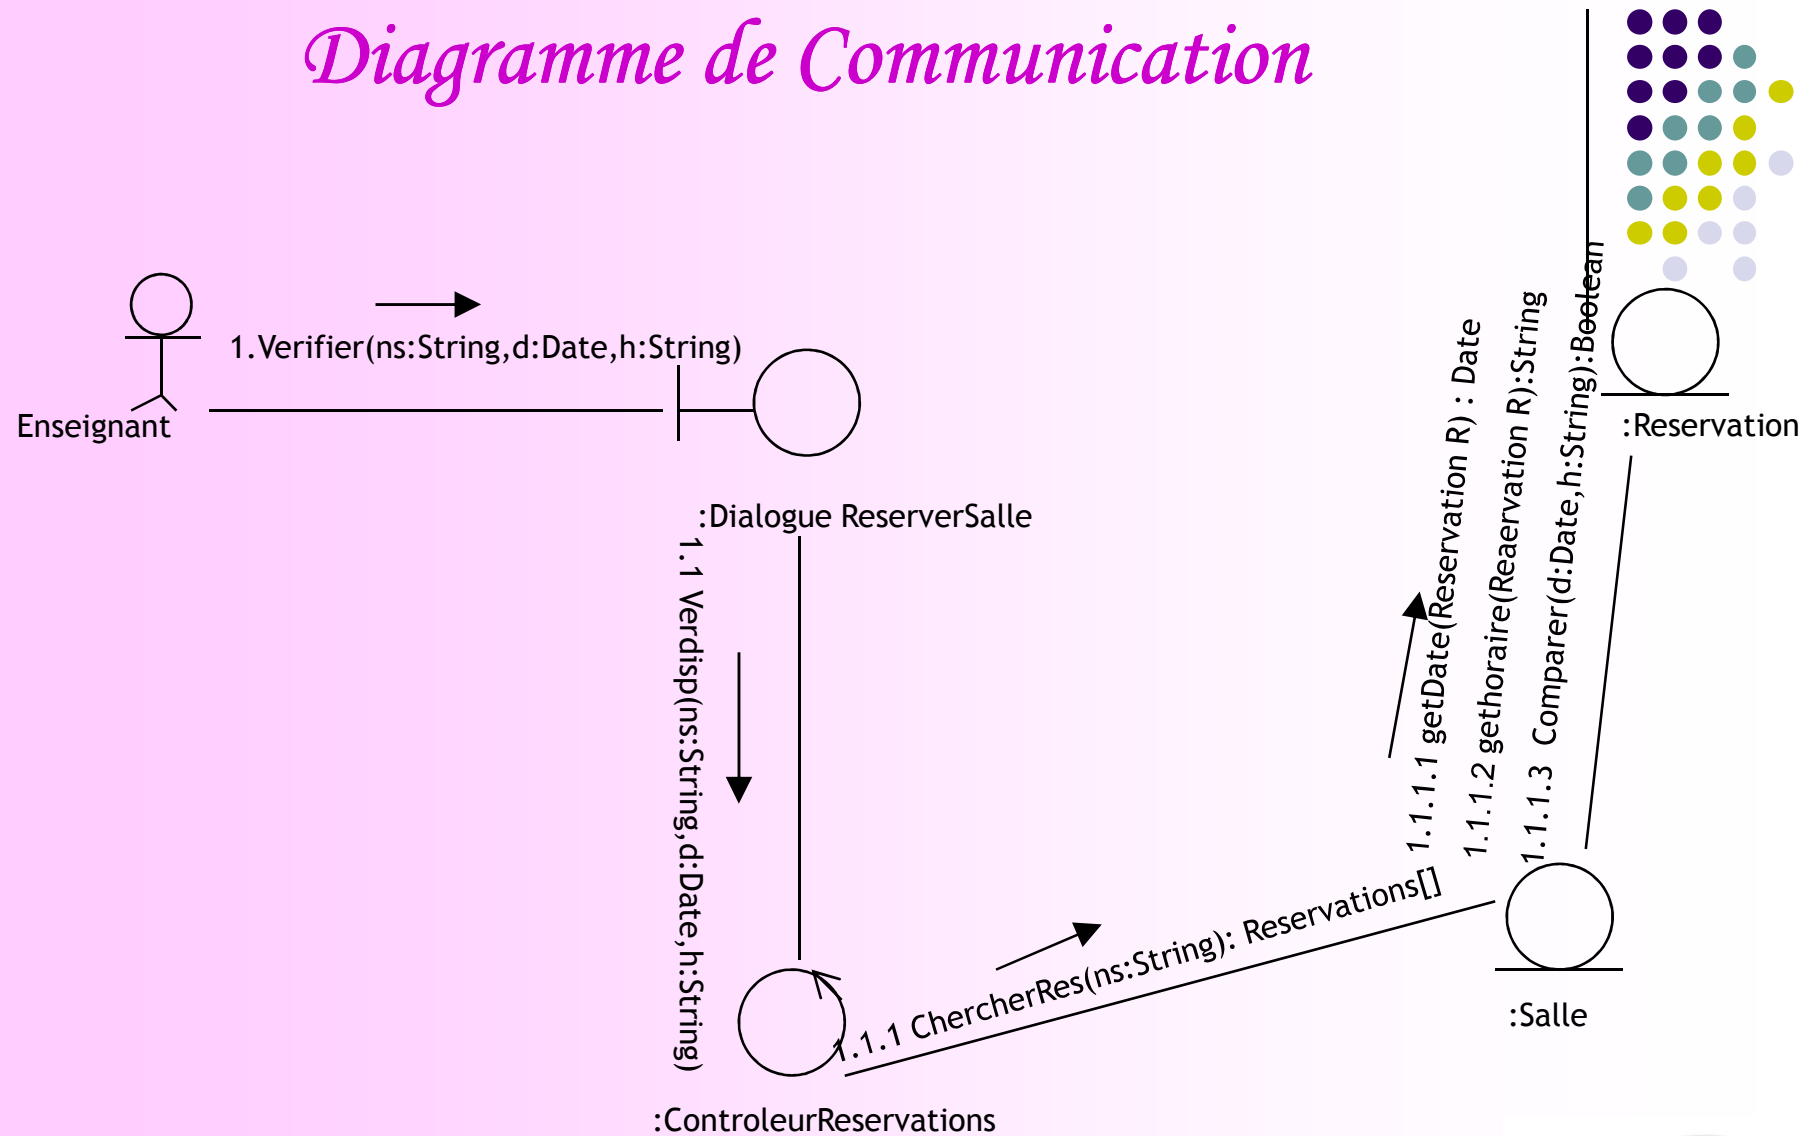 Diagramme de Communication
1.Verifier(ns:String,d:Date,h:String)
Enseignant
:Dialogue ReserverSalle
1.1 Verdisp(ns:String,d:Date,h:String)
:ControleurReservations
1.1.1 ChercherRes(ns:String): Reservations[]
:Salle
1.1.1.1 getDate(Reservation R) : Date
1.1.1.2 gethoraire(Reaervation R):String
1.1.1.3 Comparer(d:Date,h:String):Boolean
:Reservation